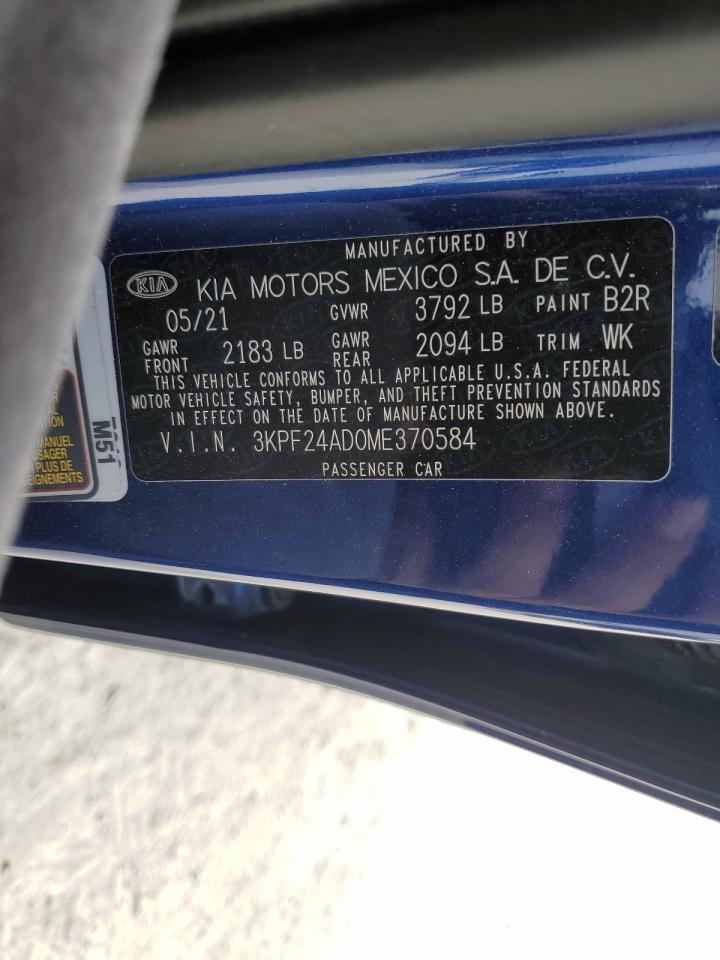 MANUFACTURED BY
KIA KIA MOTORS MEXICO S.A. DE C.V.
05/21 GVWR 3792 LB PAINT B2R
GAWR FRONT 2183 LB GAWR REAR 2094 LB TRIM WK
THIS VEHICLE CONFORMS TO ALL APPLICABLE U.S.A. FEDERAL
MOTOR VEHICLE SAFETY, BUMPER, AND THEFT PREVENTION STANDARDS
IN EFFECT ON THE DATE OF MANUFACTURE SHOWN ABOVE.
V.I.N. 3KPF24AD0ME370584
PASSENGER CAR
MANUEL
USAGER
R PLUS DE
EIGNEMENTS
M51